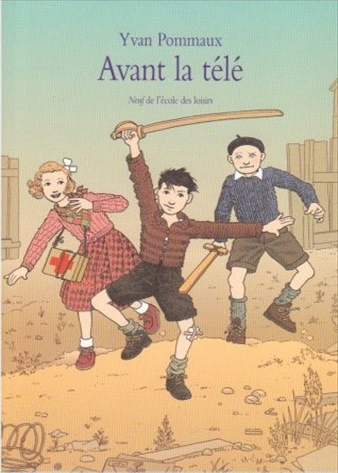 Yvan Pommaux
Avant la télé
Neuf de l'école des loisirs